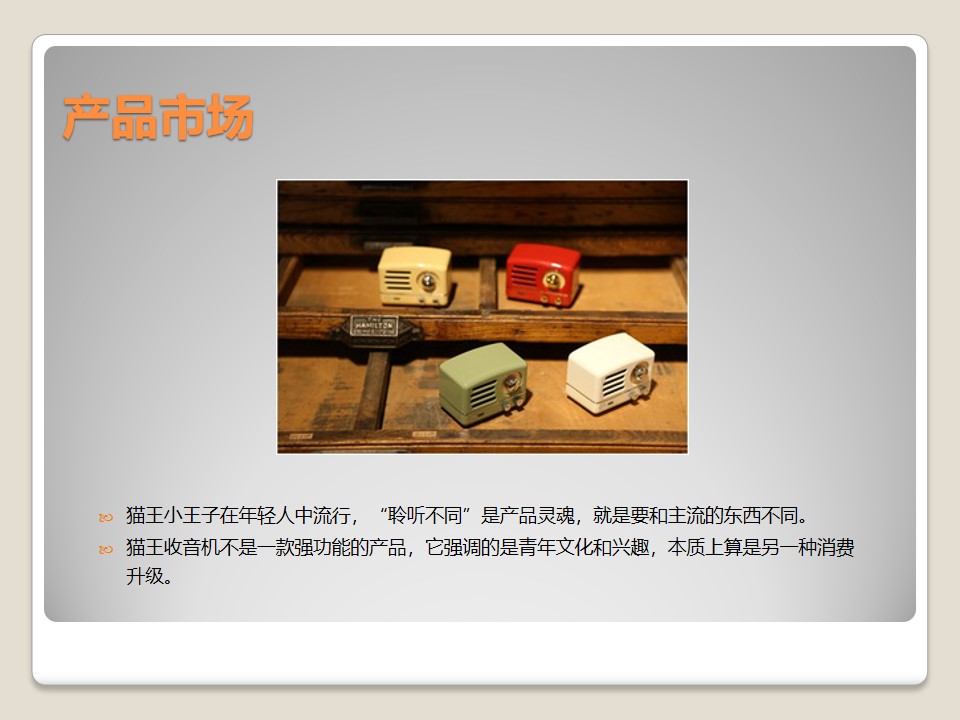 产品市场
HAMILTON
猫王小王子在年轻人中流行，“聆听不同”是产品灵魂，就是要和主流的东西不同。
猫王收音机不是一款强功能的产品，它强调的是青年文化和兴趣，本质上算是另一种消费
升级。